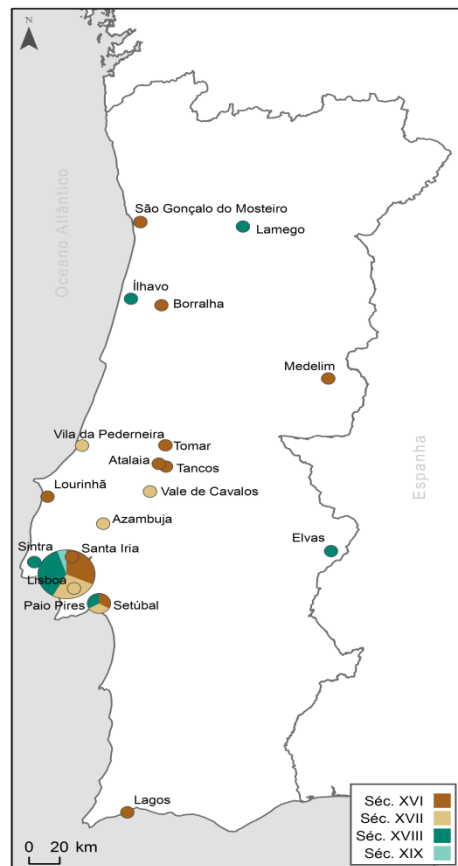 N
Oceano Atlântico
São Gonçalo do Mosteiro
Lamego
Ílhavo
Borralha
Medelim
Vila da Pederneira
Tomar
Atalaia
Tancos
Lourinhã
Vale de Cavalos
Espanha
Azambuja
Elvas
Sintra
Santa Iria
Lisboa
Paio Pires
Setúbal
Lagos
Séc. XVI
Séc. XVII
Séc. XVIII
Séc. XIX
0 20 km